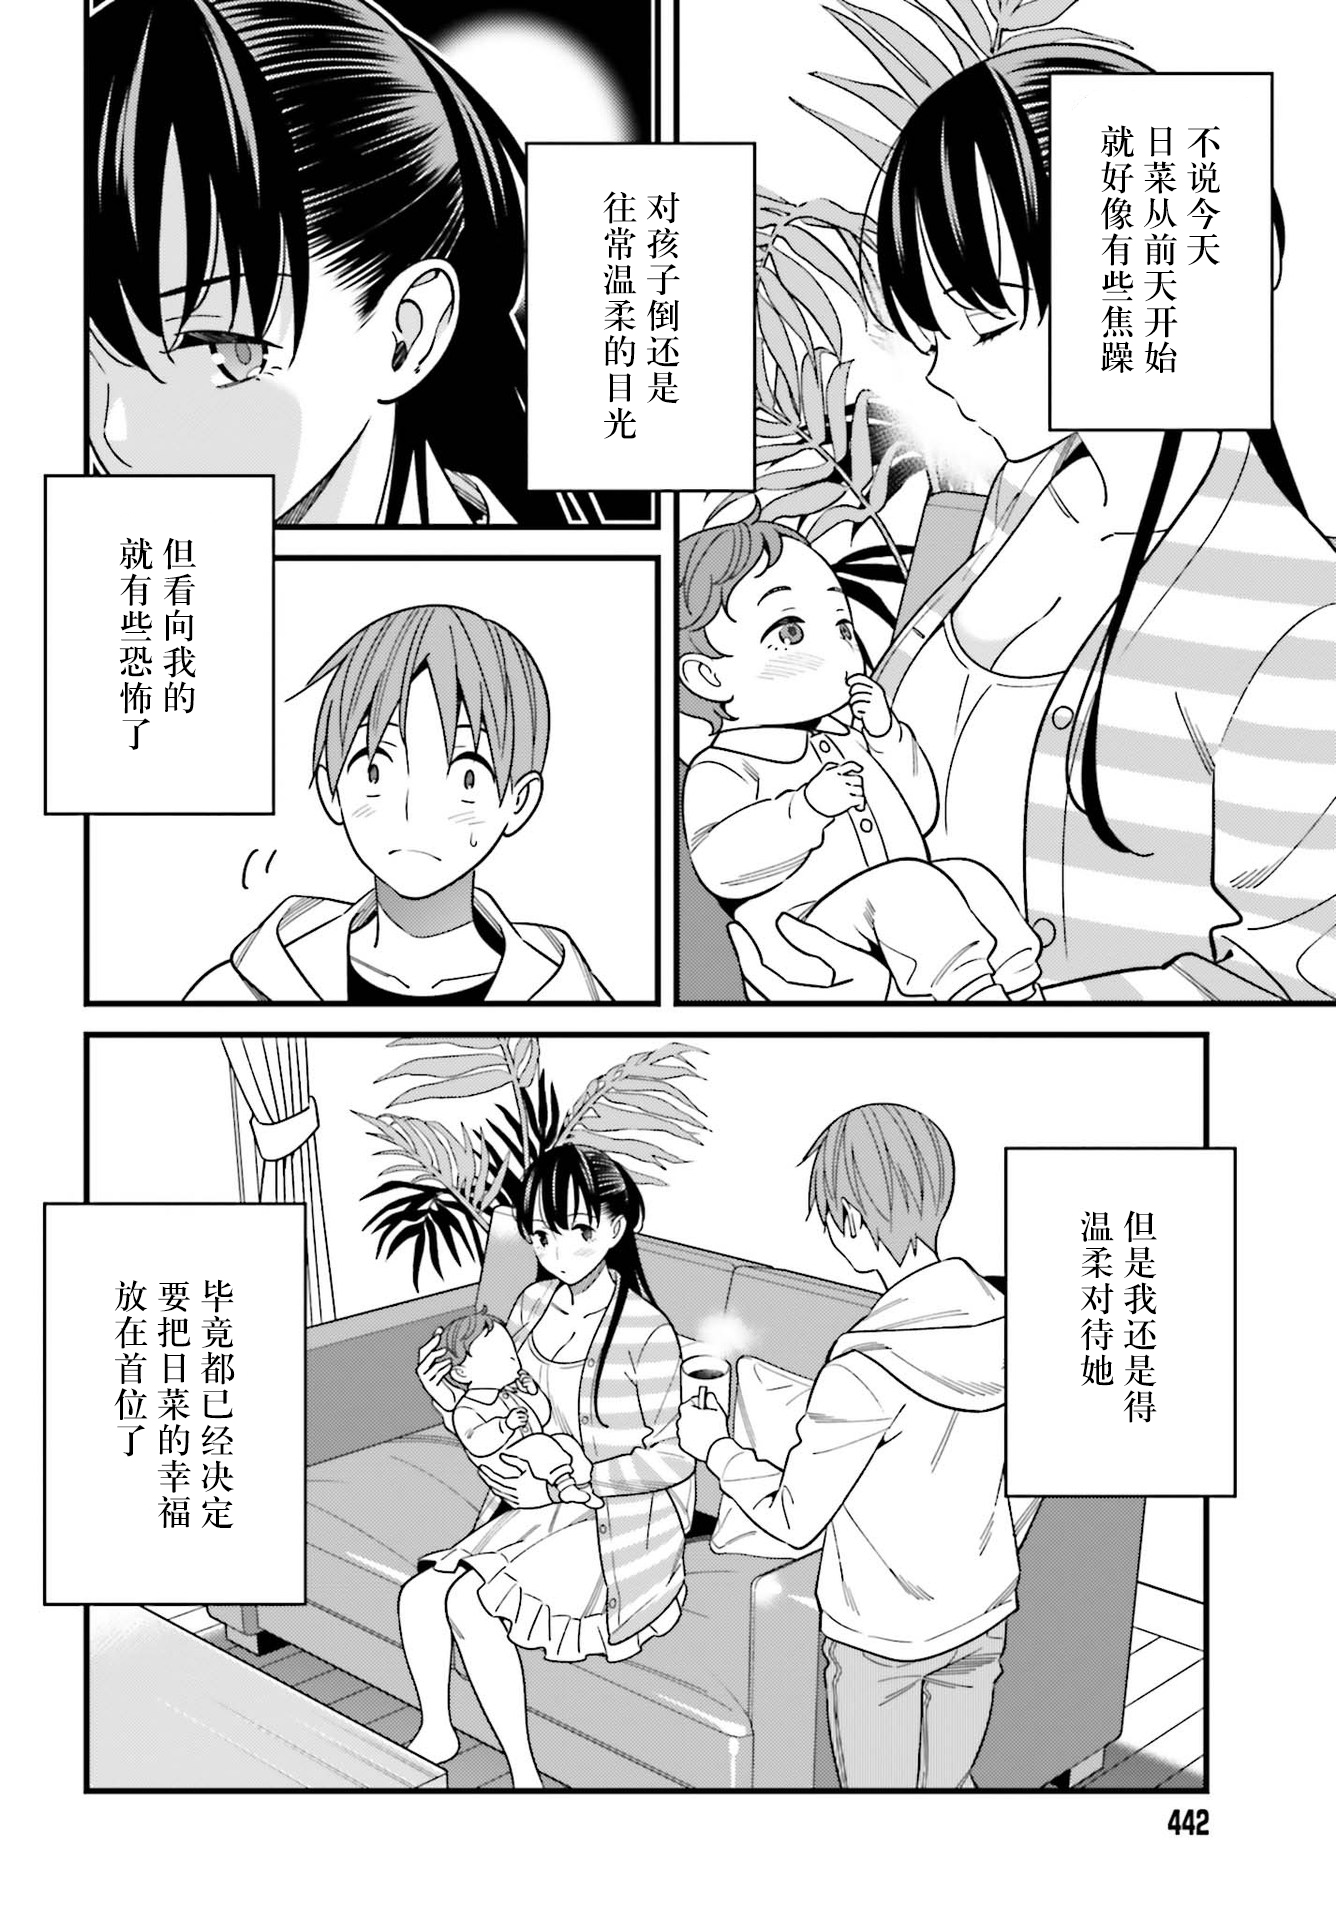 不说今天
日菜从前天开始
就好像有些焦躁
对孩子倒还是
往常温柔的目光
但看向我的
就有些恐怖了
但是我还是得
温柔对待她
毕竟都已经决定
要把日菜的幸福
放在首位了
442